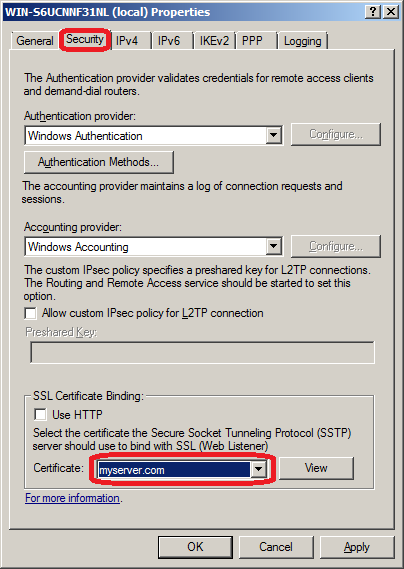 WIN-56UCNNF31NL (local) Properties
General Security IPv4 IPv6 IKEv2 PPP Logging
The Authentication provider validates credentials for remote access clients
and demand-dial routers.
Authentication provider:
Windows Authentication Configure...
Authentication Methods...
The accounting provider maintains a log of connection requests and
sessions.
Accounting provider:
Windows Accounting Configure...
The custom IPsec policy specifies a preshared key for L2TP connections.
The Routing and Remote Access service should be started to set this
option.
Allow custom IPsec policy for L2TP connection
Preshared Key:
SSL Certificate Binding:
Use HTTP
Select the certificate the Secure Socket Tunneling Protocol (SSTP)
server should use to bind with SSL (Web Listener)
Certificate: myserver.com View
For more information.
OK Cancel Apply